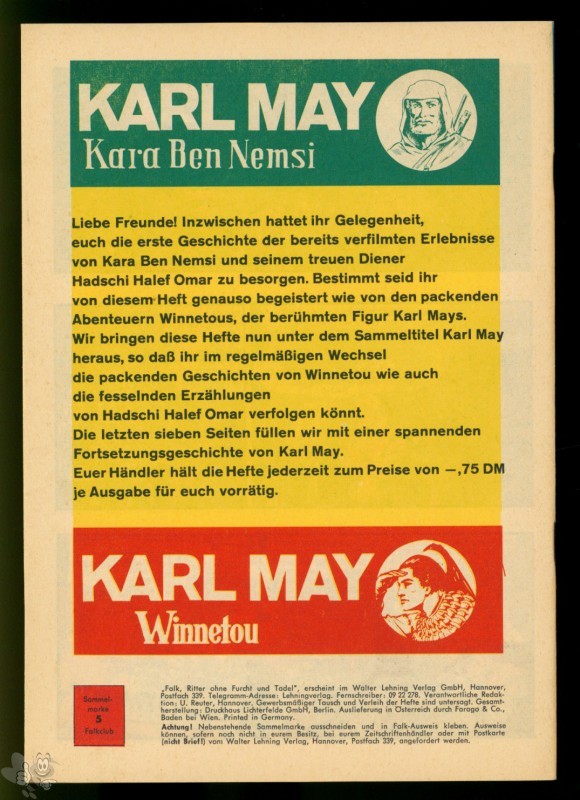 KARL MAY
Kara Ben Nemsi
Liebe Freunde! Inzwischen hattet ihr Gelegenheit,
euch die erste Geschichte der bereits verfilmten Erlebnisse
von Kara Ben Nemsi und seinem treuen Diener
Hadschi Halef Omar zu besorgen. Bestimmt seid ihr
von diesem Heft genauso begeistert wie von den packenden
Abenteuern Winnetous, der berühmten Figur Karl Mays.
Wir bringen diese Hefte nun unter dem Sammeltitel Karl May
heraus, so daß ihr im regelmäßigen Wechsel
die packenden Geschichten von Winnetou wie auch
die fesselnden Erzählungen
von Hadschi Halef Omar verfolgen könnt.
Die letzten sieben Seiten füllen wir mit einer spannenden
Fortsetzungsgeschichte von Karl May.
Euer Händler hält die Hefte jederzeit zum Preise von —,75 DM
je Ausgabe für euch vorrätig.
KARL MAY
Winnetou
Sammel-
marke
5
Falkclub
„Falk, Ritter ohne Furcht und Tadel", erscheint im Walter Lehning Verlag GmbH, Hannover,
Postfach 339. Telegramm-Adresse: Lehningverlag. Fernschreiber: 09 22 278. Verantwortliche Redak-
tion: U. Reuter, Hannover. Gewerbsmäßiger Tausch und Verleih der Hefte sind untersagt. Gesamt-
herstellung: Druckhaus Lichterfelde GmbH, Berlin. Auslieferung in Österreich durch Farago & Co.,
Baden bei Wien. Printed in Germany.
Achtung! Nebenstehende Sammelmarke ausschneiden und in Falk-Ausweis kleben. Ausweise
können, sofern noch nicht in eurem Besitz, bei eurem Zeitschriftenhändler oder mit Postkarte
(nicht Brief!) vom Walter Lehning Verlag, Hannover, Postfach 339, angefordert werden.